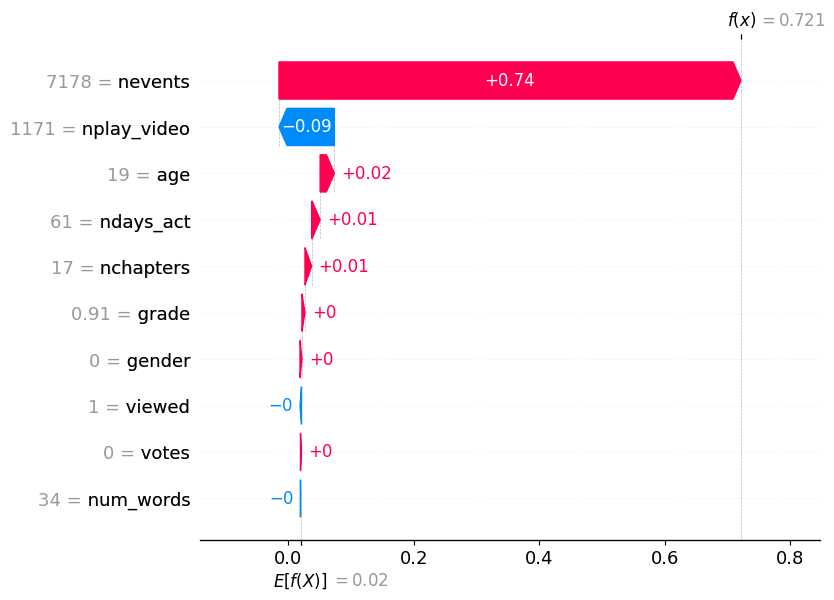 f(x) = 0.721
7178 = nevents
+0.74
1171 = nplay_video
−0.09
19 = age
+0.02
61 = ndays_act
+0.01
17 = nchapters
+0.01
0.91 = grade
+0
0 = gender
+0
1 = viewed
−0
0 = votes
+0
34 = num_words
−0
0.0 0.2 0.4 0.6 0.8
E[f(X)] = 0.02